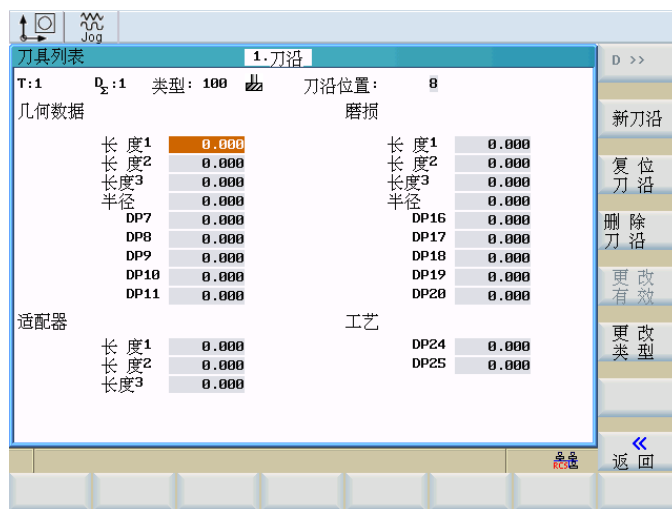 Jog
刀具列表 1.刀沿
T:1 DΣ:1 类型: 100 刀沿位置: 8
几何数据 磨损
长 度1 0.000 长 度1 0.000
长 度2 0.000 长 度2 0.000
长度3 0.000 长度3 0.000
半径 0.000 半径 0.000
DP7 0.000 DP16 0.000
DP8 0.000 DP17 0.000
DP9 0.000 DP18 0.000
DP10 0.000 DP19 0.000
DP11 0.000 DP20 0.000
适配器 工艺
长 度1 0.000 DP24 0.000
长 度2 0.000 DP25 0.000
长度3 0.000
D >>
新刀沿
复 位
刀 沿
删 除
刀 沿
更 改
有 效
更 改
类 型
«
返 回
RCS